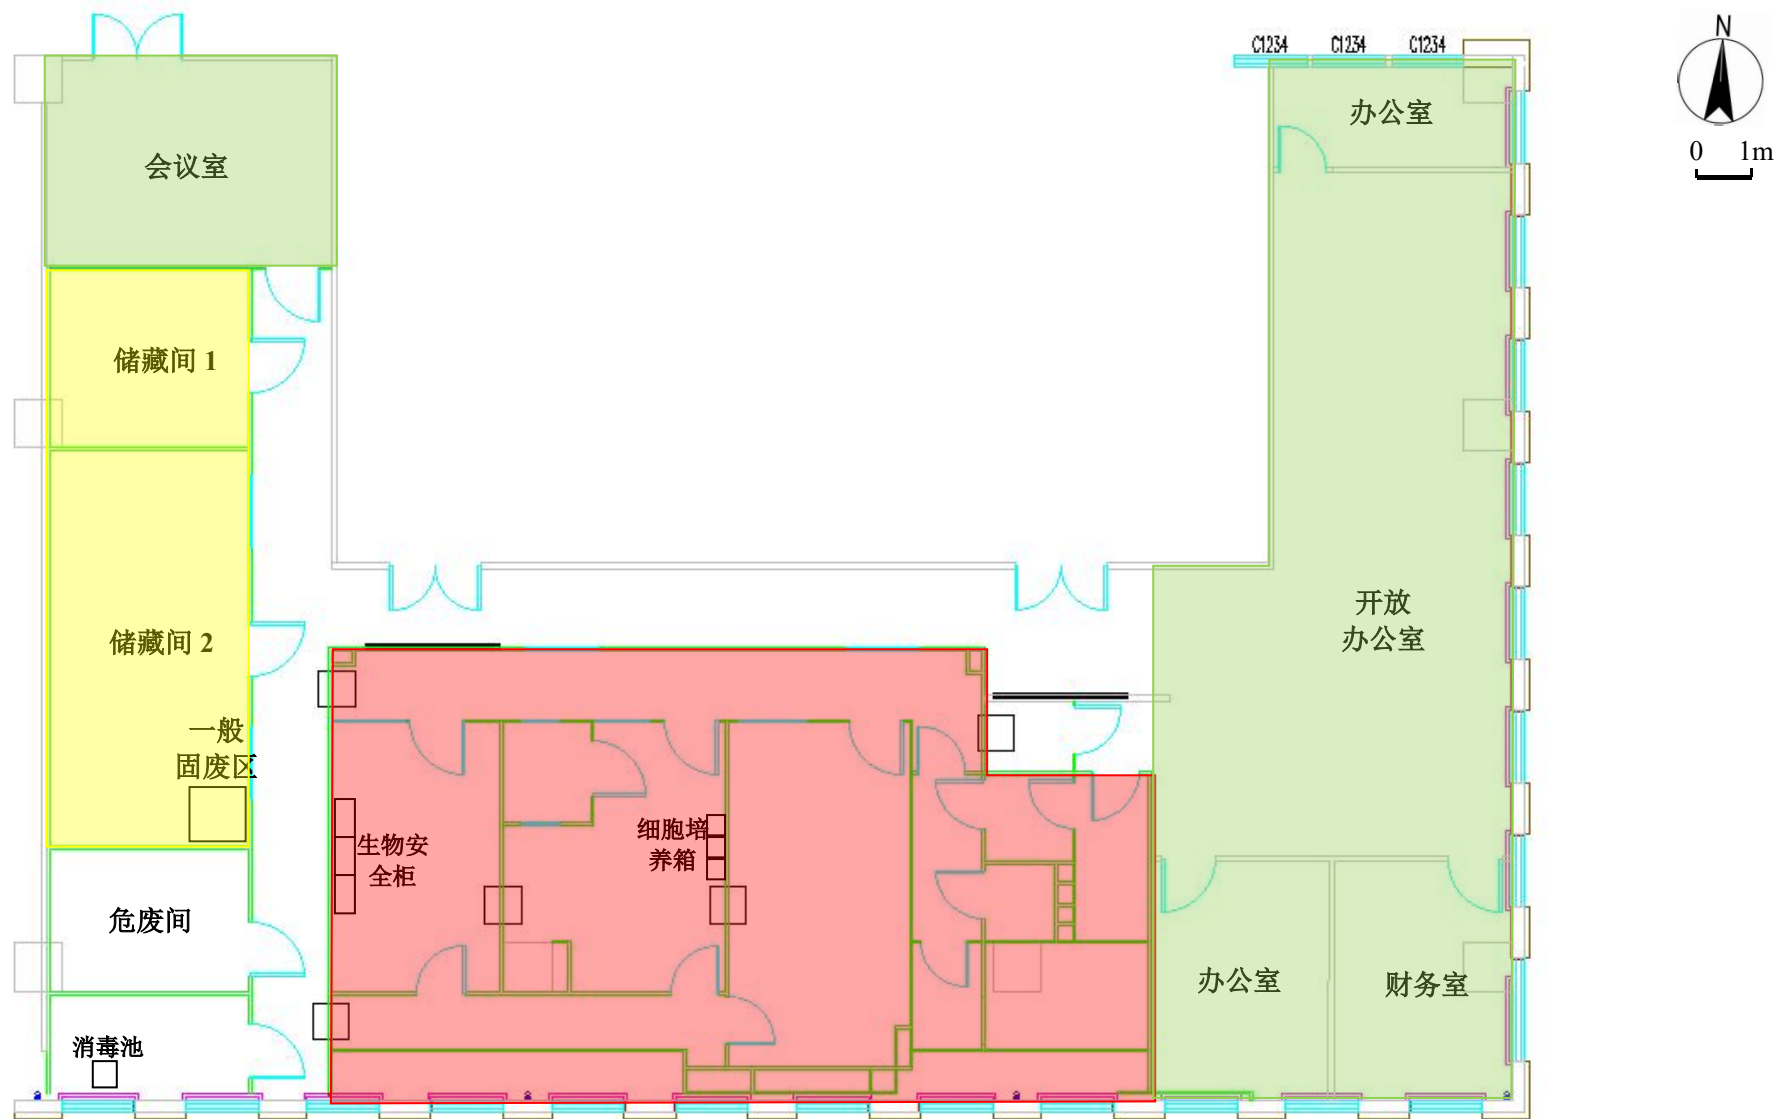 C1234 C1234 C1234
N
0 1m
办公室
会议室
储藏间 1
储藏间 2
一般
固废区
开放
办公室
生物安
全柜
细胞培
养箱
危废间
办公室
财务室
消毒池